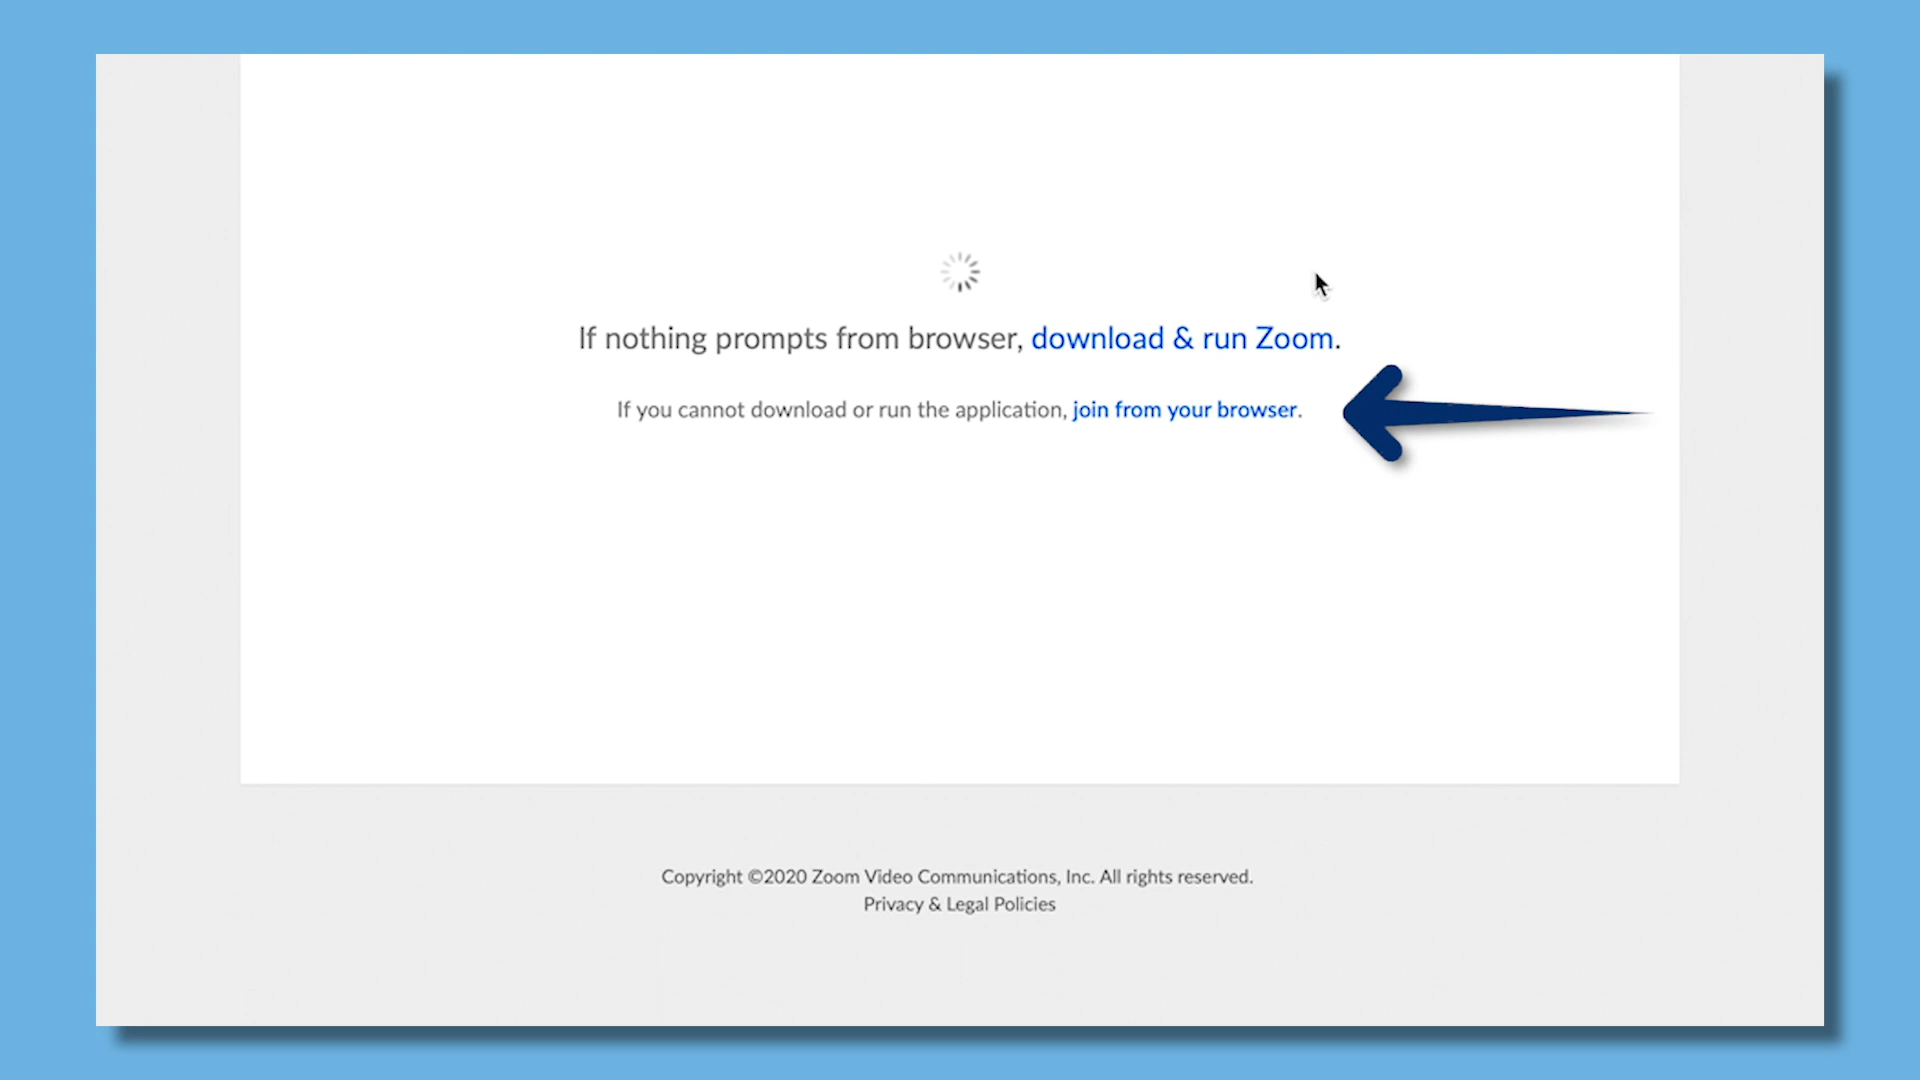 If nothing prompts from browser, download & run Zoom.
If you cannot download or run the application, join from your browser.
Copyright ©2020 Zoom Video Communications, Inc. All rights reserved.
Privacy & Legal Policies